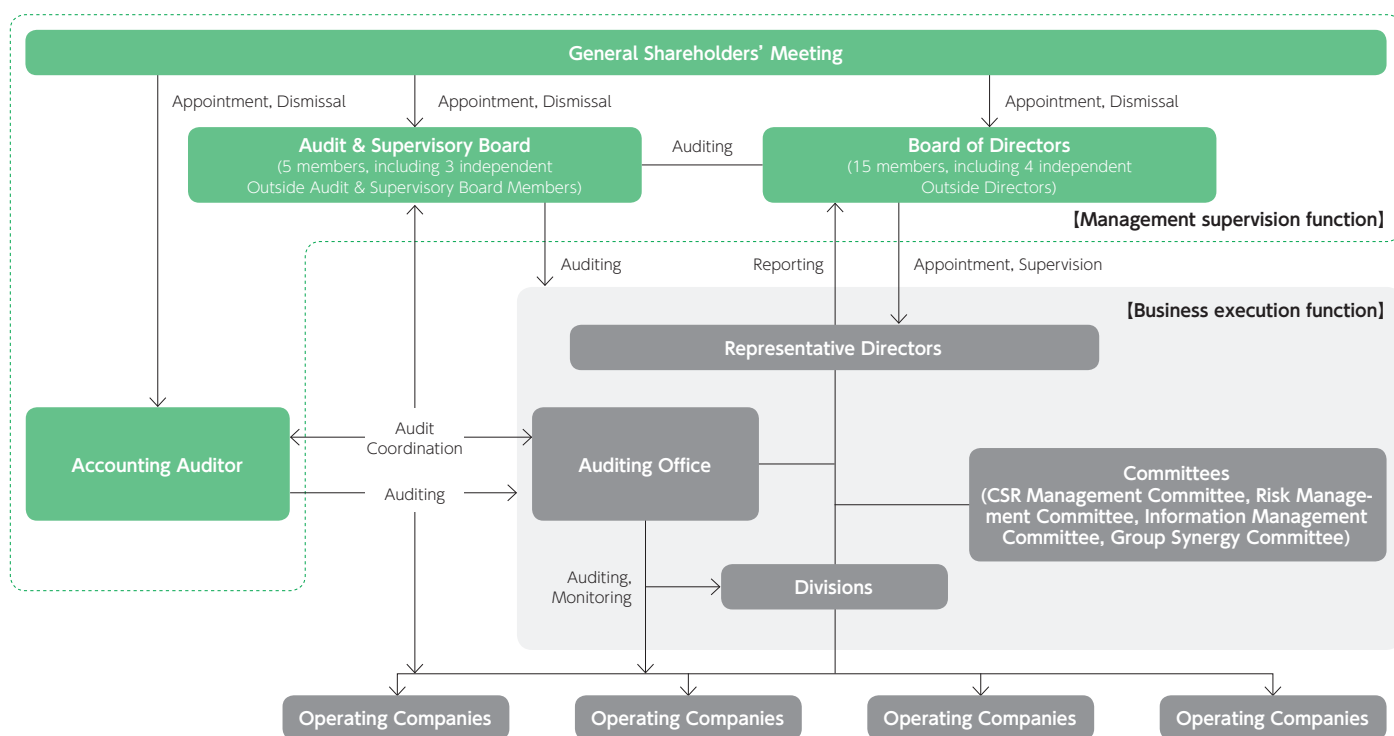 General Shareholders’ Meeting
Appointment, Dismissal
Appointment, Dismissal
Appointment, Dismissal
Audit & Supervisory Board
(5 members, including 3 independent
Outside Audit & Supervisory Board Members)
Auditing
Board of Directors
(15 members, including 4 independent
Outside Directors)
【Management supervision function】
Auditing
Reporting
Appointment, Supervision
【Business execution function】
Representative Directors
Accounting Auditor
Audit
Coordination
Auditing
Auditing Office
Committees
(CSR Management Committee, Risk Manage-
ment Committee, Information Management
Committee, Group Synergy Committee)
Auditing,
Monitoring
Divisions
Operating Companies
Operating Companies
Operating Companies
Operating Companies